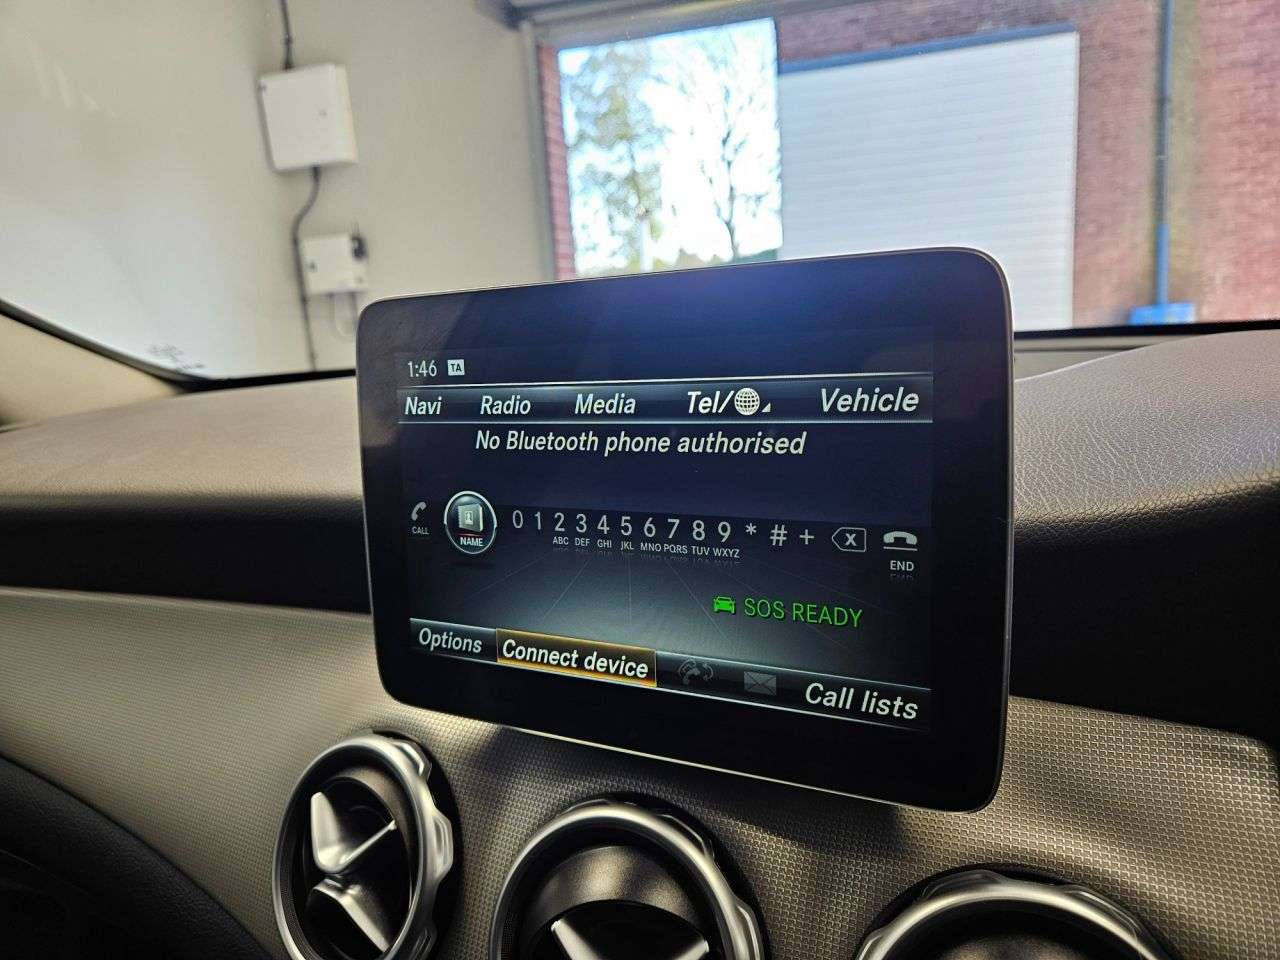 1:46 TA
Navi Radio Media Tel/ Vehicle
No Bluetooth phone authorised
CALL NAME 0 1 2 3 4 5 6 7 8 9 * # + X END
ABC DEF GHI JKL MNO PQRS TUV WXYZ
SOS READY
Options Connect device Call lists